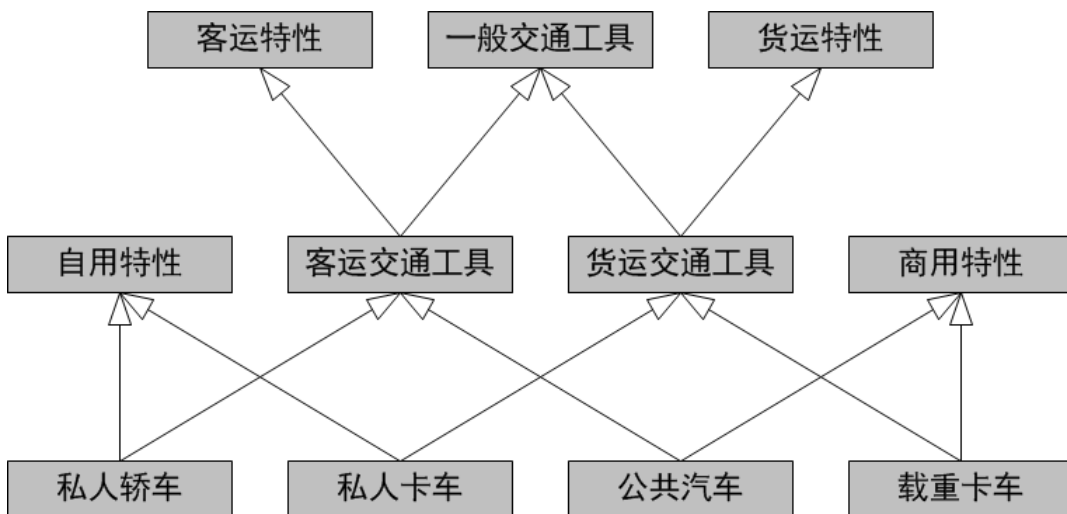 客运特性
一般交通工具
货运特性
自用特性
客运交通工具
货运交通工具
商用特性
私人轿车
私人卡车
公共汽车
载重卡车